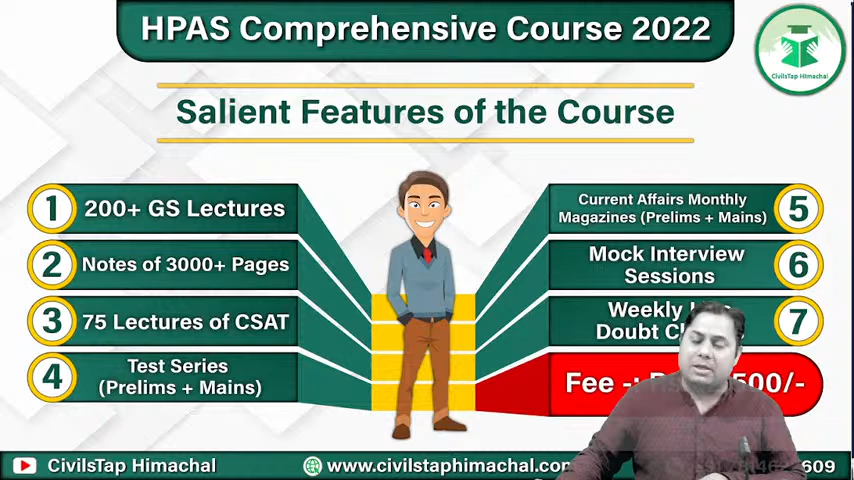 HPAS Comprehensive Course 2022
CivilsTap Himachal
Salient Features of the Course
1 200+ GS Lectures
2 Notes of 3000+ Pages
3 75 Lectures of CSAT
4 Test Series
(Prelims + Mains)
Current Affairs Monthly
Magazines (Prelims + Mains) 5
Mock Interview
Sessions 6
Weekly
Doubt 7
Fee -: 500/-
CivilsTap Himachal
www.civilstaphimachal.com